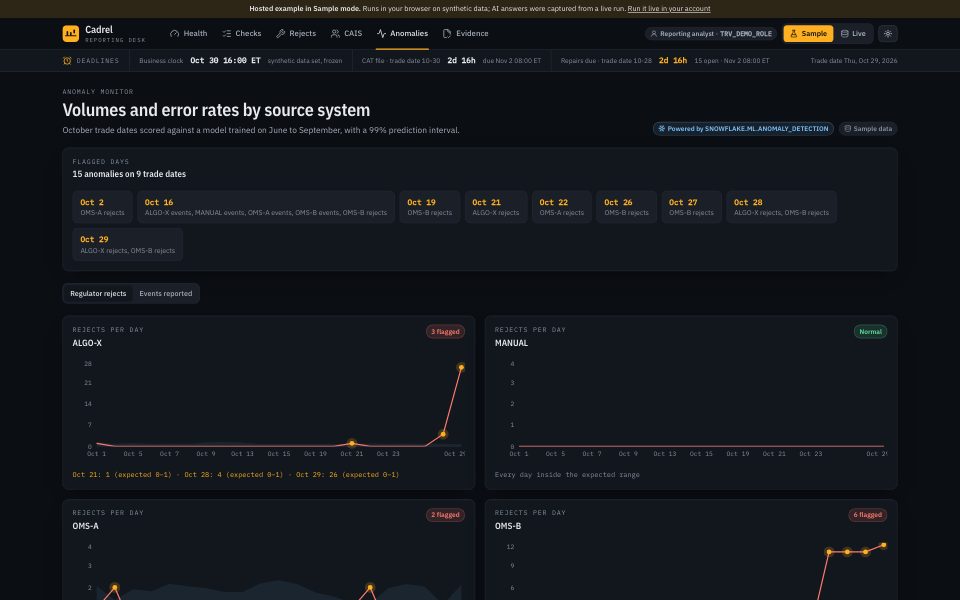 Hosted example in Sample mode. Runs in your browser on synthetic data; AI answers were captured from a live run. Run it live in your account
Cadrel
REPORTING DESK
Health
Checks
Rejects
CAIS
Anomalies
Evidence
Reporting analyst · TRV_DEMO_ROLE
Sample
Live
DEADLINES
Business clock Oct 30 16:00 ET synthetic data set, frozen
CAT file · trade date 10-30 2d 16h due Nov 2 08:00 ET
Repairs due · trade date 10-28 2d 16h 15 open · Nov 2 08:00 ET
Trade date Thu, Oct 29, 2026
ANOMALY MONITOR
Volumes and error rates by source system
October trade dates scored against a model trained on June to September, with a 99% prediction interval.
Powered by SNOWFLAKE.ML.ANOMALY_DETECTION
Sample data
FLAGGED DAYS
15 anomalies on 9 trade dates
Oct 2
OMS-A rejects
Oct 16
ALGO-X events, MANUAL events, OMS-A events, OMS-B events, OMS-B rejects
Oct 19
OMS-B rejects
Oct 21
ALGO-X rejects
Oct 22
OMS-A rejects
Oct 26
OMS-B rejects
Oct 27
OMS-B rejects
Oct 28
ALGO-X rejects, OMS-B rejects
Oct 29
ALGO-X rejects, OMS-B rejects
Regulator rejects
Events reported
REJECTS PER DAY
ALGO-X
3 flagged
28
21
14
7
0
Oct 1 Oct 5 Oct 7 Oct 9 Oct 13 Oct 15 Oct 19 Oct 21 Oct 23 Oct 29
Oct 21: 1 (expected 0–1) · Oct 28: 4 (expected 0–1) · Oct 29: 26 (expected 0–1)
REJECTS PER DAY
MANUAL
Normal
4
3
2
1
0
Oct 1 Oct 5 Oct 7 Oct 9 Oct 13 Oct 15 Oct 19 Oct 21 Oct 23 Oct 29
Every day inside the expected range
REJECTS PER DAY
OMS-A
2 flagged
4
3
2
REJECTS PER DAY
OMS-B
6 flagged
12
9
6